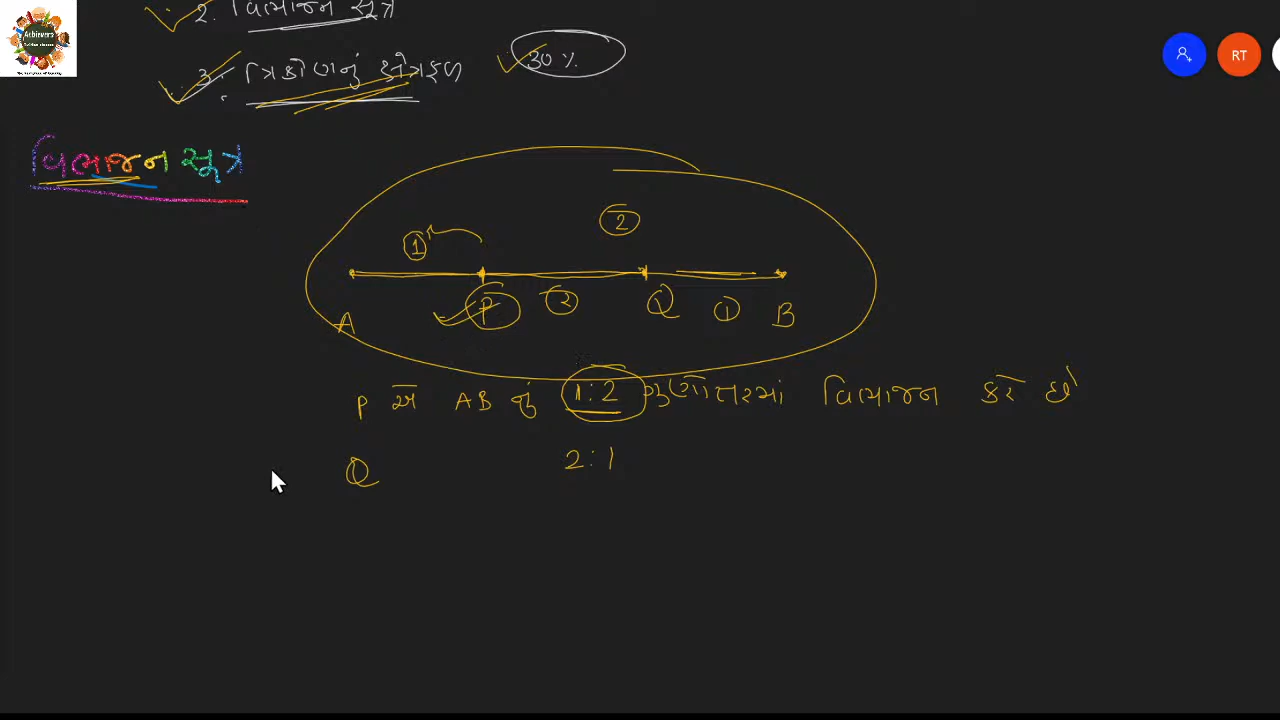 Achievers
2. વિભાજન સૂત્ર
3. ત્રિકોણનું ક્ષેત્રફળ 30 %
RT
વિભાજન સૂત્ર
2
1
A P 2 Q 1 B
P એ AB નું 1:2 ગુણોત્તરમાં વિભાજન કરે છે
Q 2:1